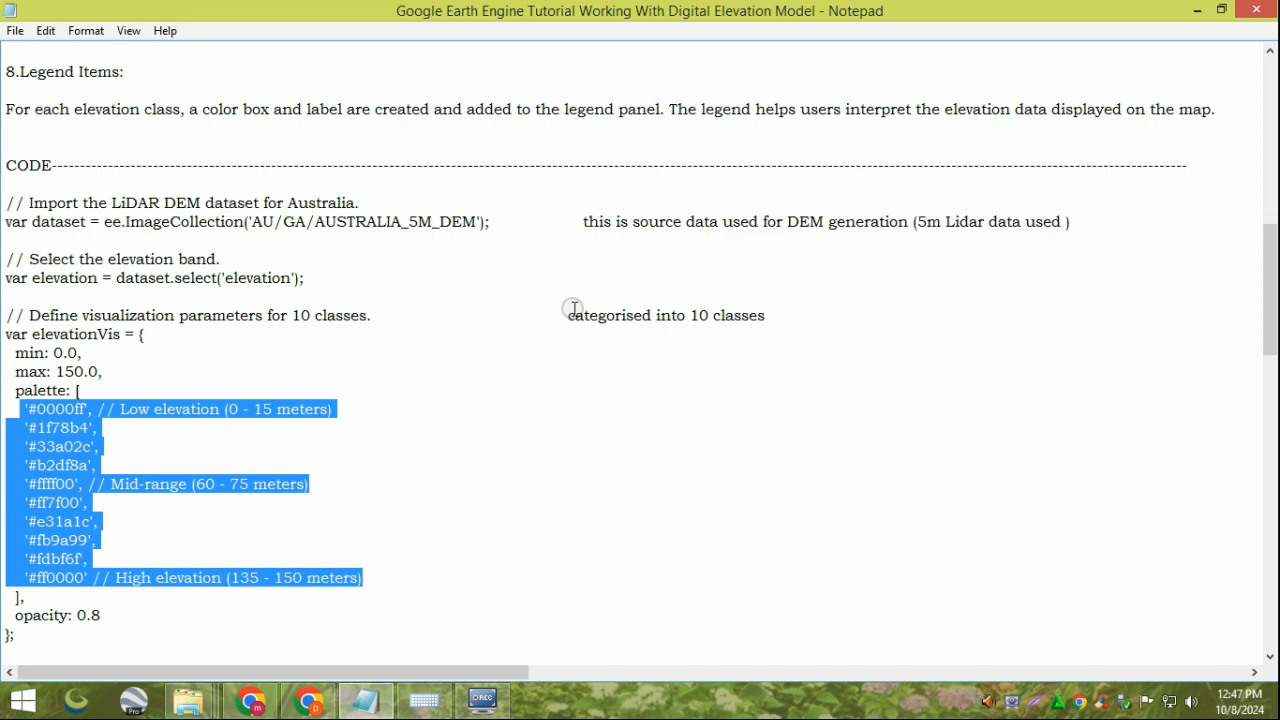 Google Earth Engine Tutorial Working With Digital Elevation Model - Notepad
File Edit Format View Help
8.Legend Items:
For each elevation class, a color box and label are created and added to the legend panel. The legend helps users interpret the elevation data displayed on the map.
CODE-----------------------------------------------------------------------------------------------------------------------------------------------------------------------------------------------
// Import the LiDAR DEM dataset for Australia.
var dataset = ee.ImageCollection('AU/GA/AUSTRALIA_5M_DEM'); this is source data used for DEM generation (5m Lidar data used )
// Select the elevation band.
var elevation = dataset.select('elevation');
// Define visualization parameters for 10 classes. categorised into 10 classes
var elevationVis = {
min: 0.0,
max: 150.0,
palette: [
'#0000ff', // Low elevation (0 - 15 meters)
'#1f78b4',
'#33a02c',
'#b2df8a',
'#ffff00', // Mid-range (60 - 75 meters)
'#ff7f00',
'#e31a1c',
'#fb9a99',
'#fdbf6f',
'#ff0000' // High elevation (135 - 150 meters)
],
opacity: 0.8
};
Pro
m
D
REC
12:47 PM
10/8/2024